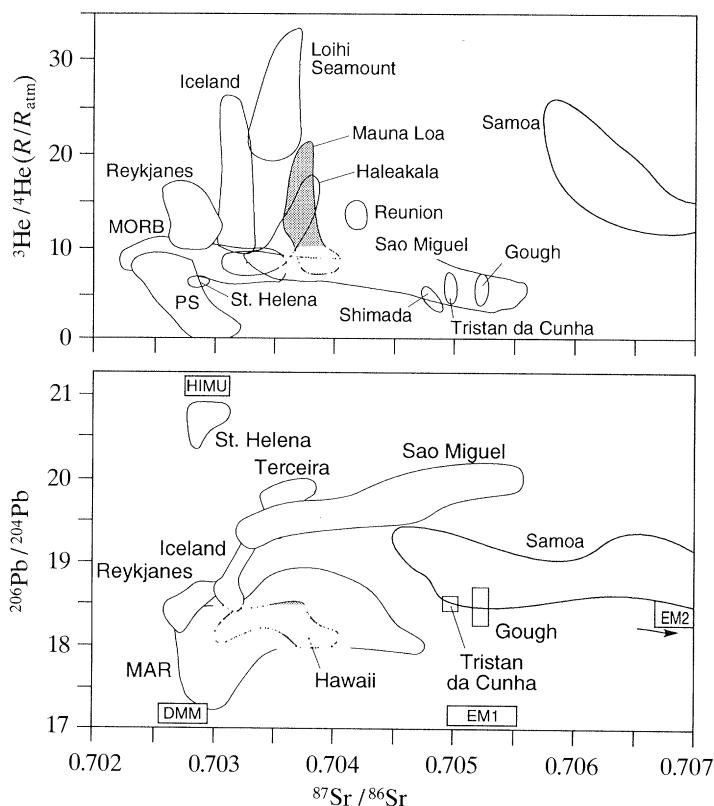 ³He/⁴He(R/Ratm)
30
20
10
0
Loihi
Seamount
Iceland
Mauna Loa
Samoa
Haleakala
Reykjanes
Reunion
MORB
Sao Miguel
Gough
PS
St. Helena
Shimada
Tristan da Cunha
²⁰⁶Pb/²⁰⁴Pb
21
20
19
18
17
HIMU
St. Helena
Sao Miguel
Terceira
Iceland
Samoa
Reykjanes
EM2
Gough
MAR
Hawaii
Tristan
da Cunha
DMM
EM1
0.702
0.703
0.704
0.705
0.706
0.707
⁸⁷Sr/⁸⁶Sr